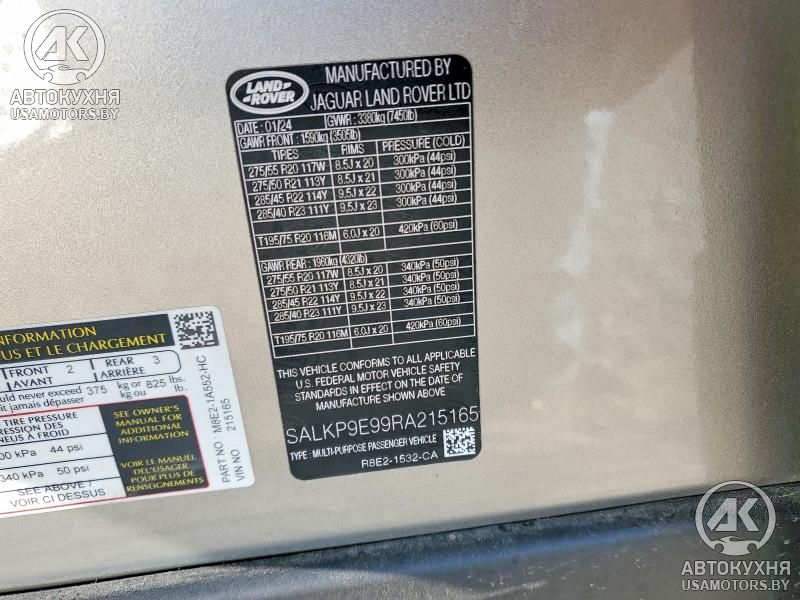 АВТОКУХНЯ
USAMOTORS.BY
LAND ROVER
MANUFACTURED BY
JAGUAR LAND ROVER LTD
DATE: 01/24 GVWR: 3380kg (7450lb)
GAWR FRONT: 1590kg (3505lb)
TIRES RIMS PRESSURE (COLD)
275/55 R20 117W 8.5J x 20 300kPa (44psi)
275/50 R21 113Y 8.5J x 21 300kPa (44psi)
285/45 R22 114Y 9.5J x 22 300kPa (44psi)
285/40 R23 111Y 9.5J x 23 300kPa (44psi)
T195/75 R20 116M 6.0J x 20 420kPa (60psi)
GAWR REAR: 1960kg (4320lb)
275/55 R20 117W 8.5J x 20 340kPa (50psi)
275/50 R21 113Y 8.5J x 21 340kPa (50psi)
285/45 R22 114Y 9.5J x 22 340kPa (50psi)
285/40 R23 111Y 9.5J x 23 340kPa (50psi)
T195/75 R20 116M 6.0J x 20 420kPa (60psi)
THIS VEHICLE CONFORMS TO ALL APPLICABLE
U.S. FEDERAL MOTOR VEHICLE SAFETY
STANDARDS IN EFFECT ON THE DATE OF
MANUFACTURE SHOWN ABOVE
SALKP9E99RA215165
TYPE: MULTI-PURPOSE PASSENGER VEHICLE
R8E2-1532-CA
INFORMATION
US ET LE CHARGEMENT
FRONT 2 REAR 3
AVANT ARRIÈRE
uld never exceed 375 kg or 825 lbs.
it jamais dépasser kg ou lb.
TIRE PRESSURE
RESSION DES
NEUS À FROID
00 kPa 44 psi
340 kPa 50 psi
SEE ABOVE /
VOIR CI DESSUS
SEE OWNER'S
MANUAL FOR
ADDITIONAL
INFORMATION
VOIR LE MANUEL
DE L'USAGER
POUR PLUS DE
RENSEIGNEMENTS
PART NO: M8E2-1A552-HC
VIN NO: 215165
АВТОКУХНЯ
USAMOTORS.BY